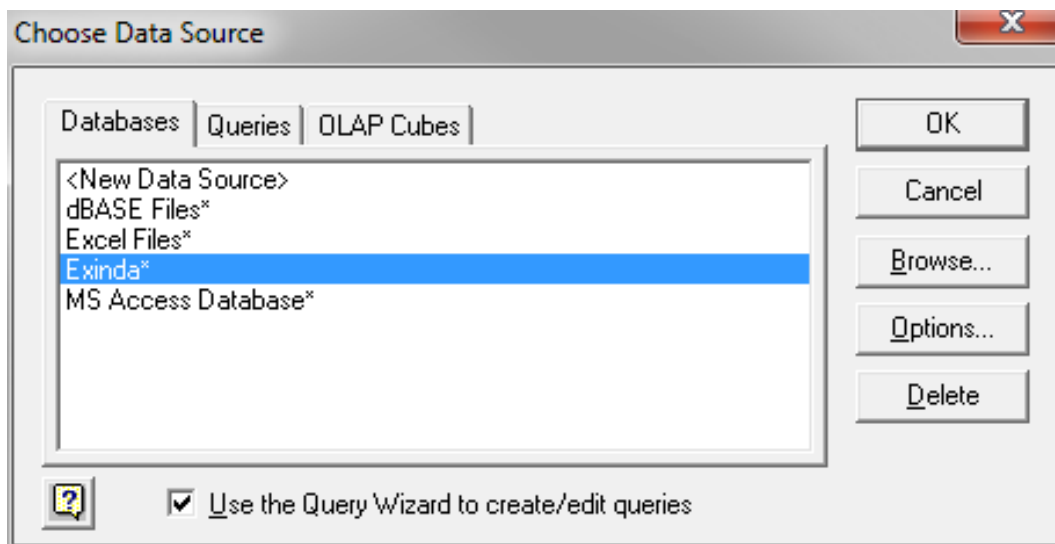 Choose Data Source
X
Databases
Queries
OLAP Cubes
<New Data Source>
dBASE Files*
Excel Files*
Exinda*
MS Access Database*
OK
Cancel
Browse...
Options...
Delete
?
Use the Query Wizard to create/edit queries